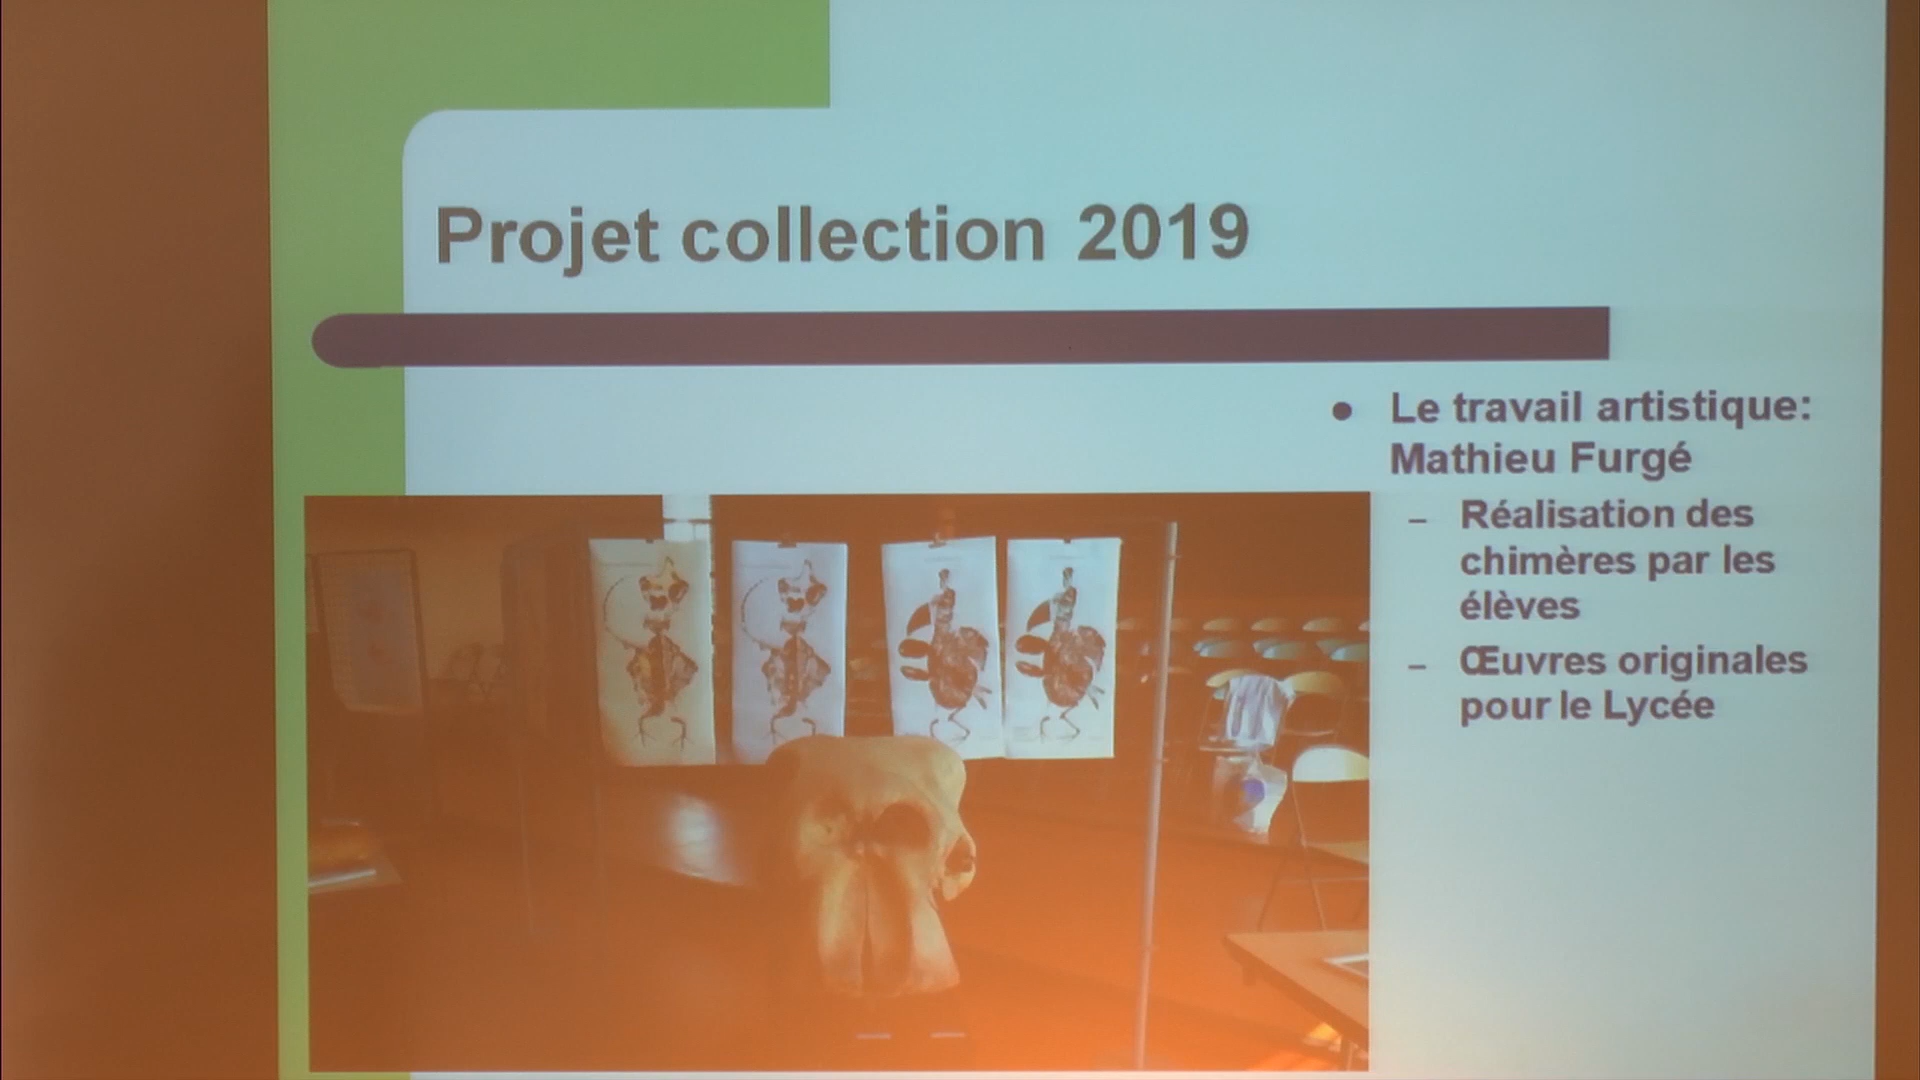 Projet collection 2019
● Le travail artistique:
Mathieu Furgé
– Réalisation des
chimères par les
élèves
– Œuvres originales
pour le Lycée